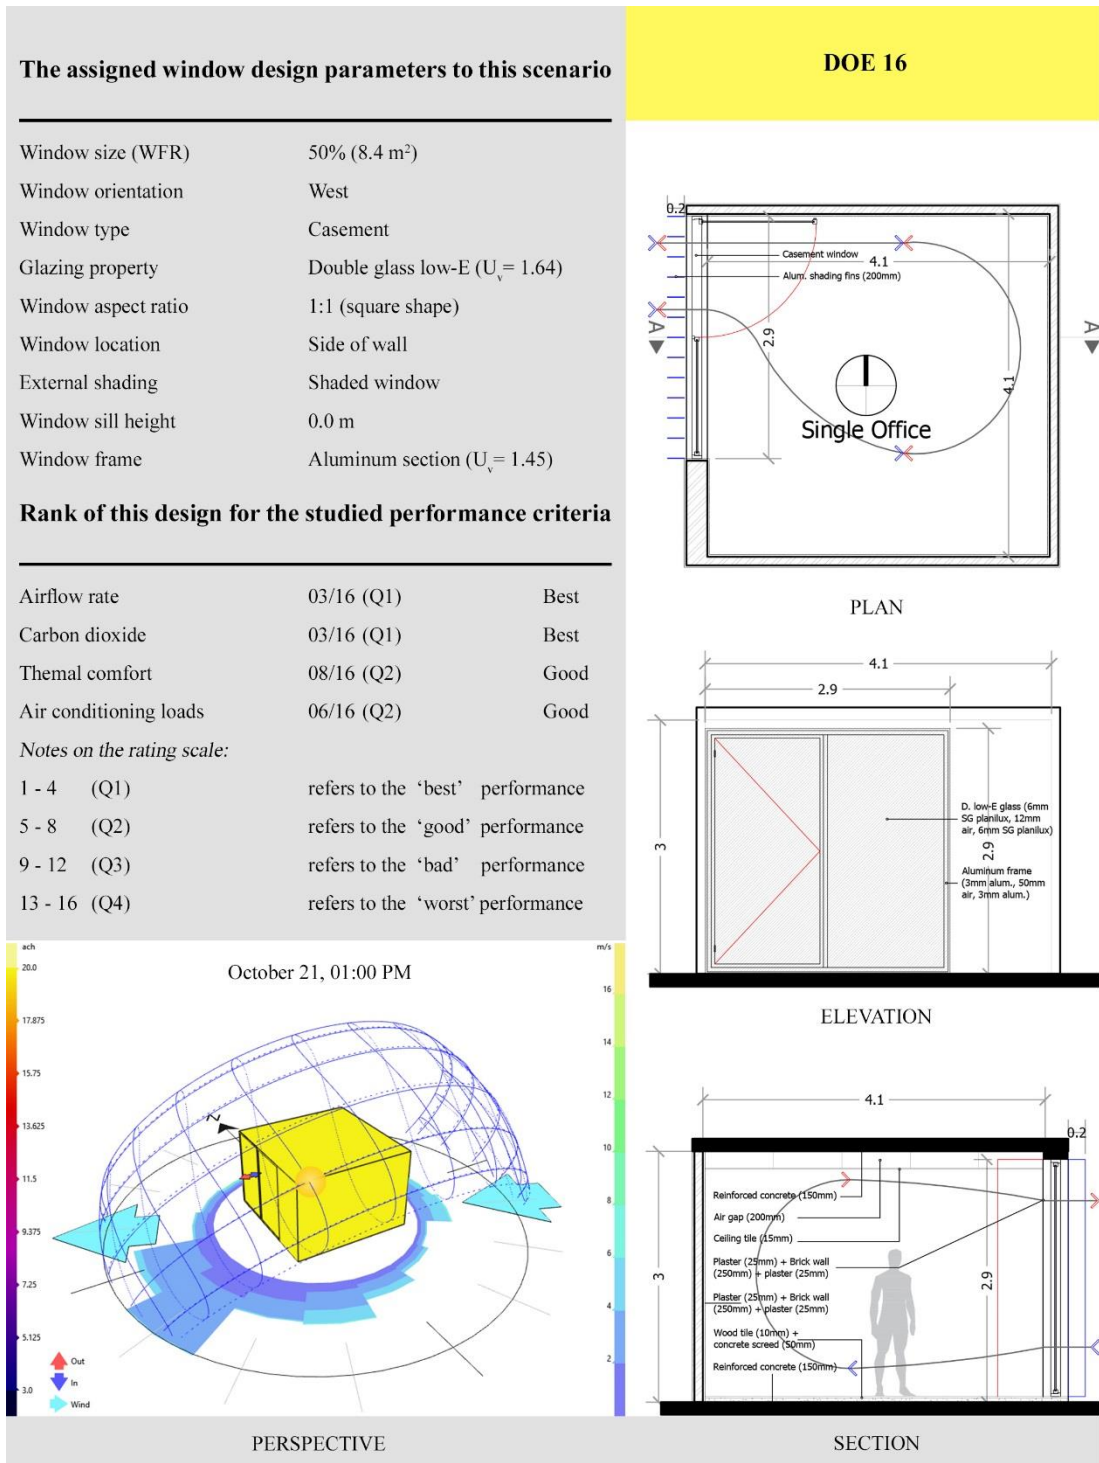 The assigned window design parameters to this scenario
Window size (WFR) 50% (8.4 m²)
Window orientation West
Window type Casement
Glazing property Double glass low-E (Uv= 1.64)
Window aspect ratio 1:1 (square shape)
Window location Side of wall
External shading Shaded window
Window sill height 0.0 m
Window frame Aluminum section (Uv= 1.45)
Rank of this design for the studied performance criteria
Airflow rate 03/16 (Q1) Best
Carbon dioxide 03/16 (Q1) Best
Themal comfort 08/16 (Q2) Good
Air conditioning loads 06/16 (Q2) Good
Notes on the rating scale:
1 - 4 (Q1) refers to the ‘best’ performance
5 - 8 (Q2) refers to the ‘good’ performance
9 - 12 (Q3) refers to the ‘bad’ performance
13 - 16 (Q4) refers to the ‘worst’ performance
DOE 16
0.2
Casement window
4.1
Alum. shading fins (200mm)
A
2.9
A
4.1
Single Office
PLAN
4.1
2.9
3
D. low-E glass (6mm
SG planilux, 12mm
air, 6mm SG planilux)
2.9
Aluminum frame
(3mm alum., 50mm
air, 3mm alum.)
ELEVATION
ach
20.0
17.875
15.75
13.625
11.5
9.375
7.25
5.125
3.0
October 21, 01:00 PM
m/s
16
14
12
10
8
6
4
2
N
Out
In
Wind
PERSPECTIVE
4.1
0.2
Reinforced concrete (150mm)
Air gap (200mm)
Ceiling tile (15mm)
Plaster (25mm) + Brick wall
(250mm) + plaster (25mm)
3
2.9
Plaster (25mm) + Brick wall
(250mm) + plaster (25mm)
Wood tile (10mm) +
concrete screed (50mm)
Reinforced concrete (150mm)
SECTION